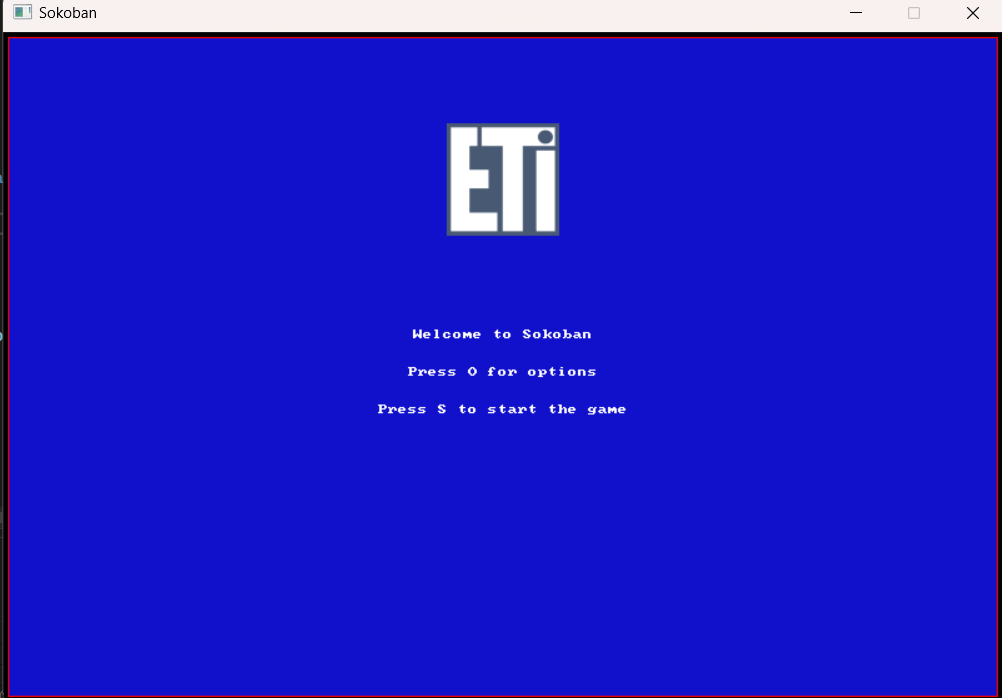 Sokoban
ETi
Welcome to Sokoban
Press O for options
Press S to start the game